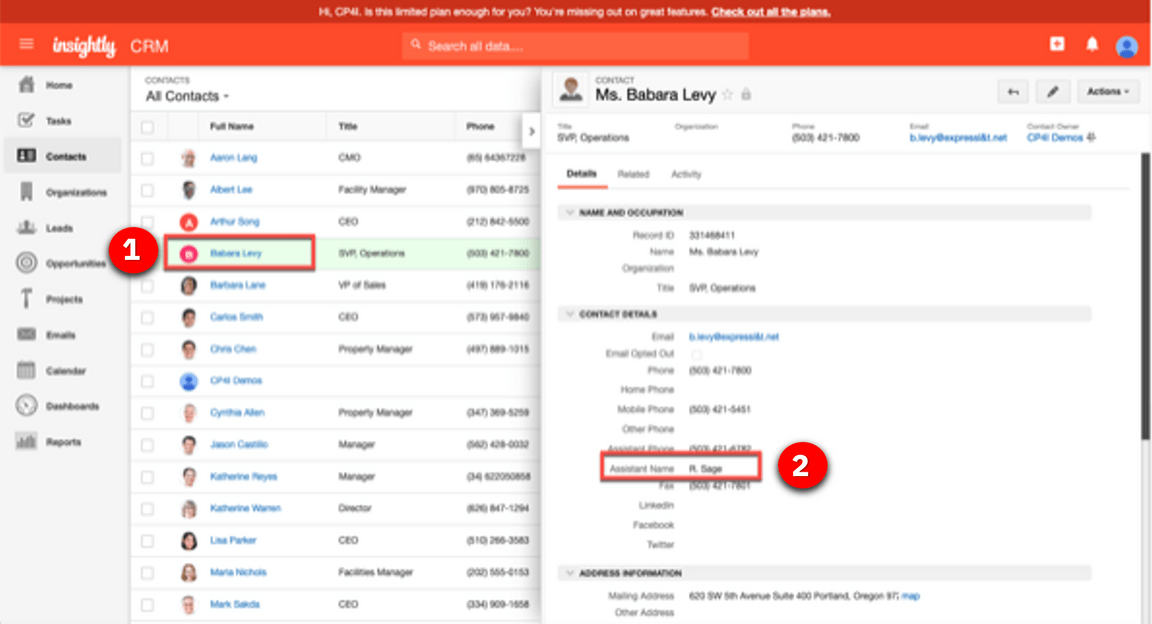 Hi, CP4I. Is this limited plan enough for you? You're missing out on great features. Check out all the plans.
insightly CRM
Search all data....
Home
Tasks
Contacts
Organizations
Leads
Opportunities
Projects
Emails
Calendar
Dashboards
Reports
CONTACTS
All Contacts
Full Name Title Phone
Aaron Lang CMO (65) 64367228
Albert Lee Facility Manager (970) 805-8725
A Arthur Song CEO (212) 842-5500
1
B Babara Levy SVP, Operations (503) 421-7800
Barbara Lane VP of Sales (419) 176-2116
Carlos Smith CEO (573) 957-9840
Chris Chen Property Manager (497) 889-1015
CP4I Demos
Cynthia Allen Property Manager (347) 369-5259
Jason Castillo Manager (562) 428-0032
Katherine Reyes Manager (34) 622050858
Katherine Warren Director (626) 847-1294
Lisa Parker CEO (510) 266-3583
Maria Nichols Facilities Manager (202) 555-0153
Mark Sakda CEO (334) 909-1658
CONTACT
Ms. Babara Levy
Actions
Title Organization Phone Email Contact Owner
SVP, Operations (503) 421-7800 b.levy@expressl&t.net CP4I Demos
Details Related Activity
NAME AND OCCUPATION
Record ID 331468411
Name Ms. Babara Levy
Organization
Title SVP, Operations
CONTACT DETAILS
Email b.levy@expressl&t.net
Email Opted Out
Phone (503) 421-7800
Home Phone
Mobile Phone (503) 421-5451
Other Phone
Assistant Phone (503) 421-6782
Assistant Name R. Sage
2
Fax (503) 421-7801
Linkedin
Facebook
Twitter
ADDRESS INFORMATION
Mailing Address 620 SW 5th Avenue Suite 400 Portland, Oregon 97 map
Other Address